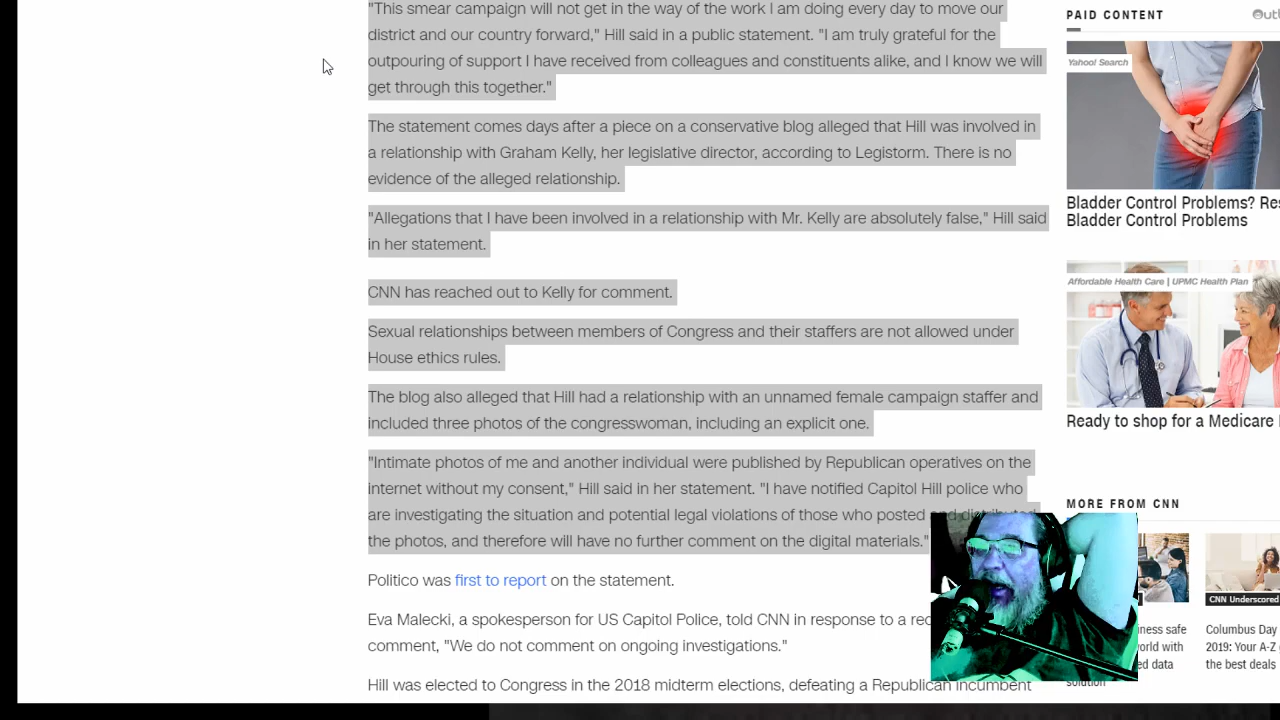 "This smear campaign will not get in the way of the work I am doing every day to move our
district and our country forward," Hill said in a public statement. "I am truly grateful for the
outpouring of support I have received from colleagues and constituents alike, and I know we will
get through this together."
The statement comes days after a piece on a conservative blog alleged that Hill was involved in
a relationship with Graham Kelly, her legislative director, according to Legistorm. There is no
evidence of the alleged relationship.
"Allegations that I have been involved in a relationship with Mr. Kelly are absolutely false," Hill said
in her statement.
CNN has reached out to Kelly for comment.
Sexual relationships between members of Congress and their staffers are not allowed under
House ethics rules.
The blog also alleged that Hill had a relationship with an unnamed female campaign staffer and
included three photos of the congresswoman, including an explicit one.
"Intimate photos of me and another individual were published by Republican operatives on the
internet without my consent," Hill said in her statement. "I have notified Capitol Hill police who
are investigating the situation and potential legal violations of those who posted and distributed
the photos, and therefore will have no further comment on the digital materials."
Politico was first to report on the statement.
Eva Malecki, a spokesperson for US Capitol Police, told CNN in response to a
comment, "We do not comment on ongoing investigations."
Hill was elected to Congress in the 2018 midterm elections, defeating a Republican incumbent
PAID CONTENT
Yahoo! Search
Bladder Control Problems?
Bladder Control Problems
Affordable Health Care | UPMC Health Plan
Ready to shop for a Medicare
MORE FROM CNN
CNN Underscored
safe
with
data
solution
Columbus Day
2019: Your A-Z
the best deals